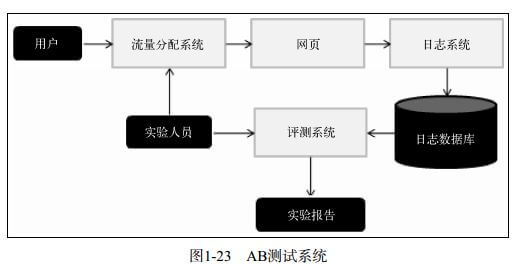 用户
流量分配系统
网页
日志系统
实验人员
评测系统
日志数据库
实验报告
图1-23 AB测试系统